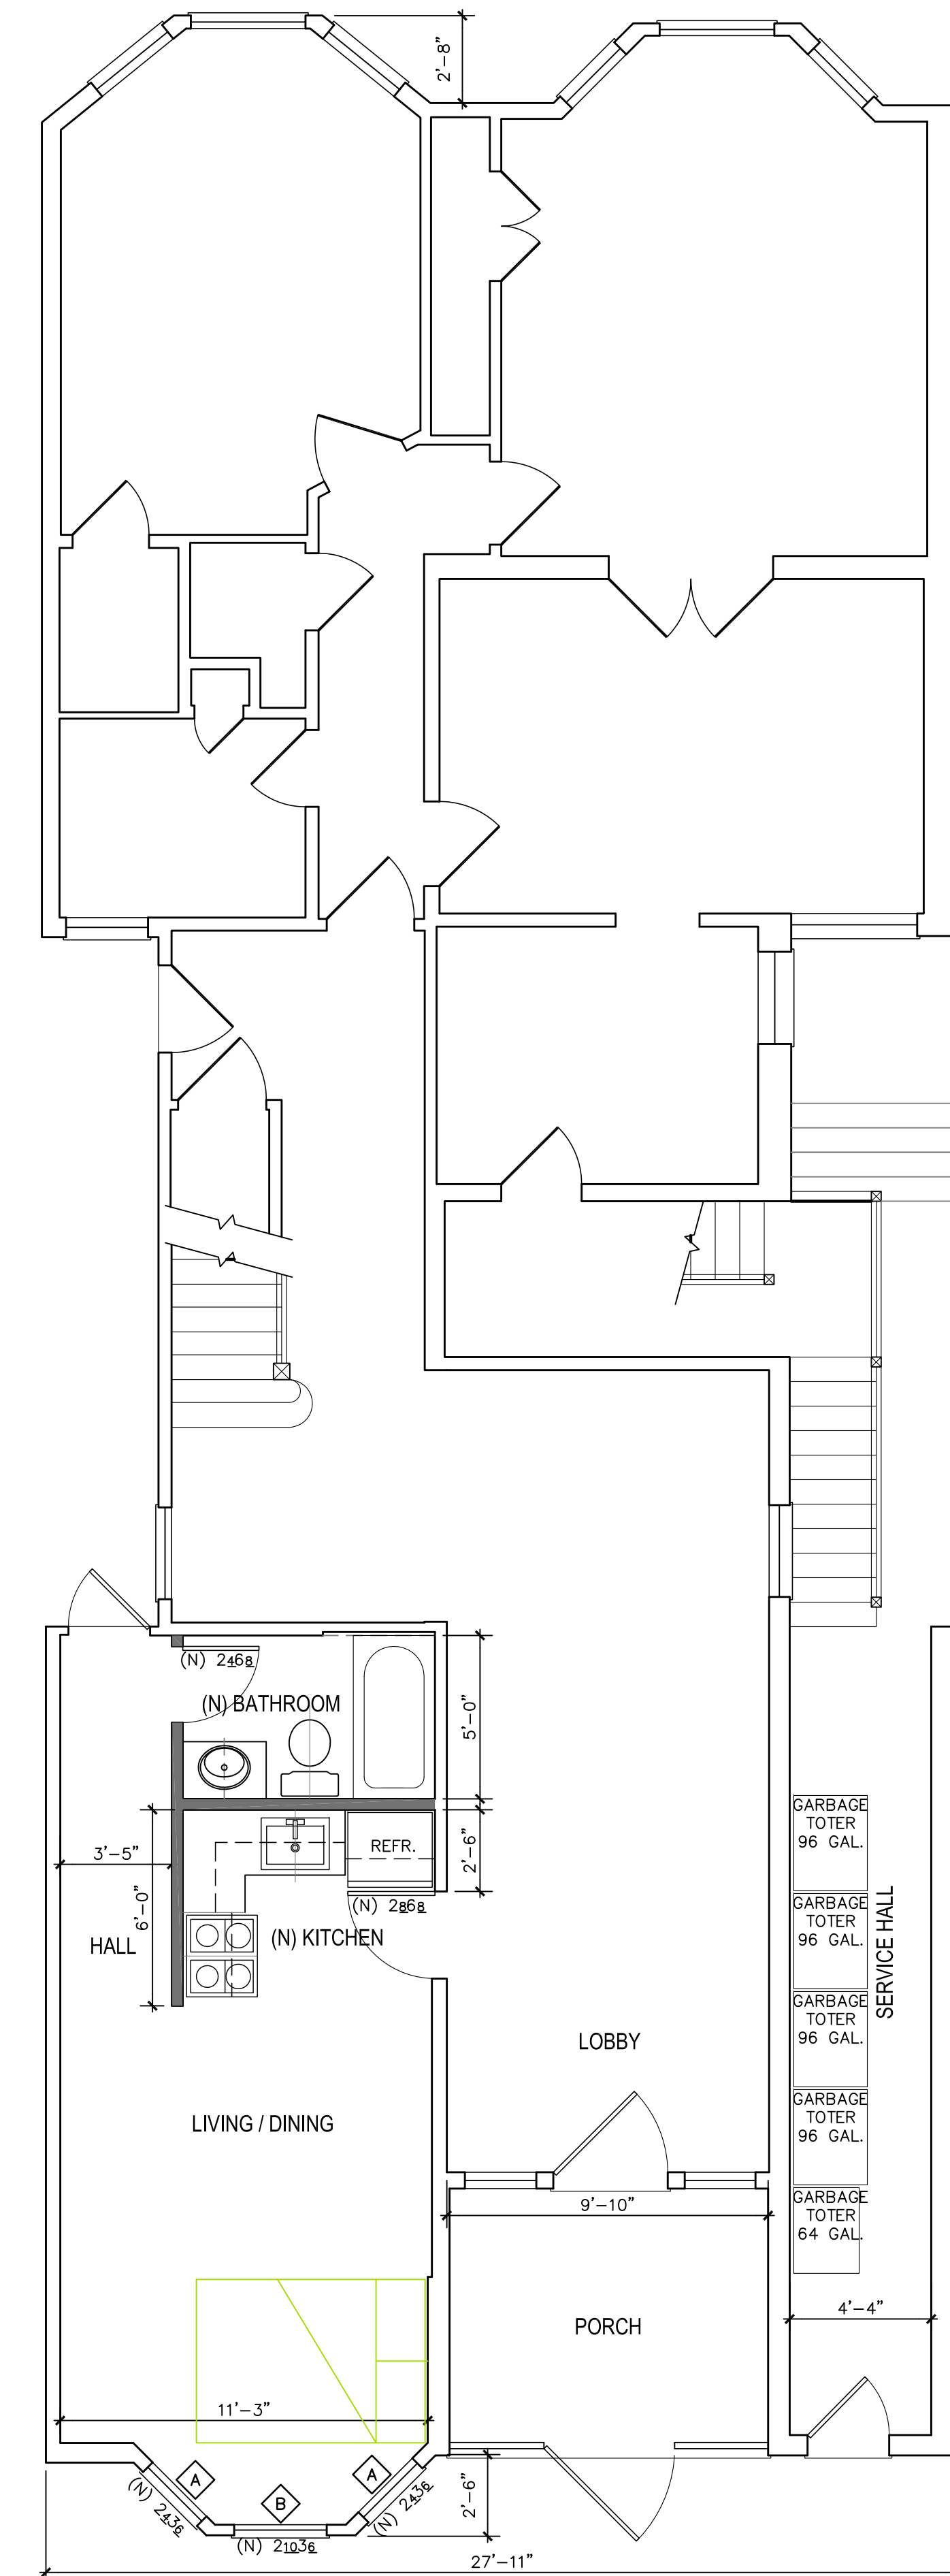 2'-8"
(N) 2468
(N) BATHROOM
5'-0"
REFR.
2'-6"
3'-5"
6'-0"
(N) 2868
(N) KITCHEN
HALL
GARBAGE
TOTER
96 GAL.
GARBAGE
TOTER
96 GAL.
GARBAGE
TOTER
96 GAL.
GARBAGE
TOTER
96 GAL.
GARBAGE
TOTER
64 GAL.
SERVICE HALL
LOBBY
LIVING / DINING
9'-10"
PORCH
4'-4"
11'-3"
A
A
B
(N) 2436
(N) 2436
(N) 21036
2'-6"
27'-11"